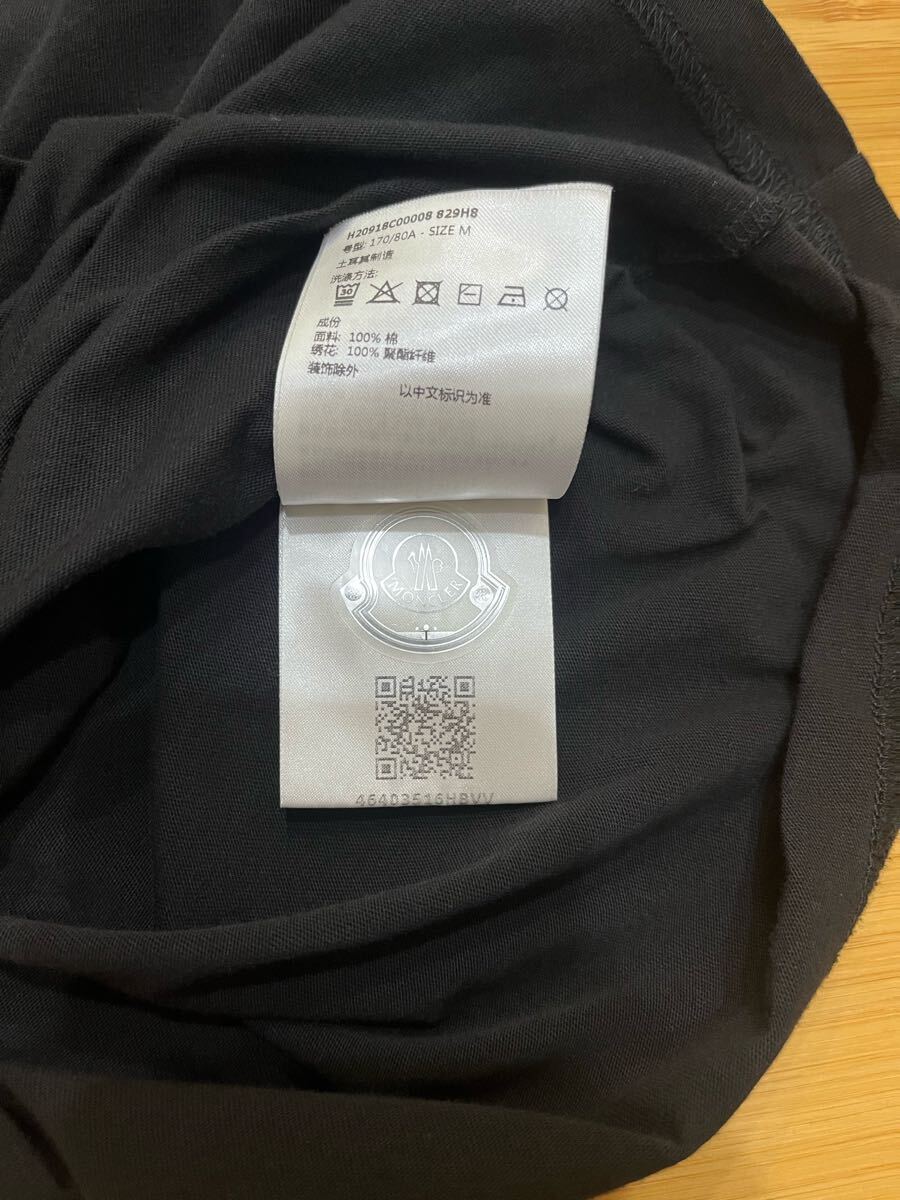 H20918C00008 829H8
号型: 170/80A - SIZE M
土耳其制造
洗涤方法:
30
成份
面料: 100% 棉
绣花: 100% 聚酯纤维
装饰除外
以中文标识为准
MONCLER
464D3516HBVV